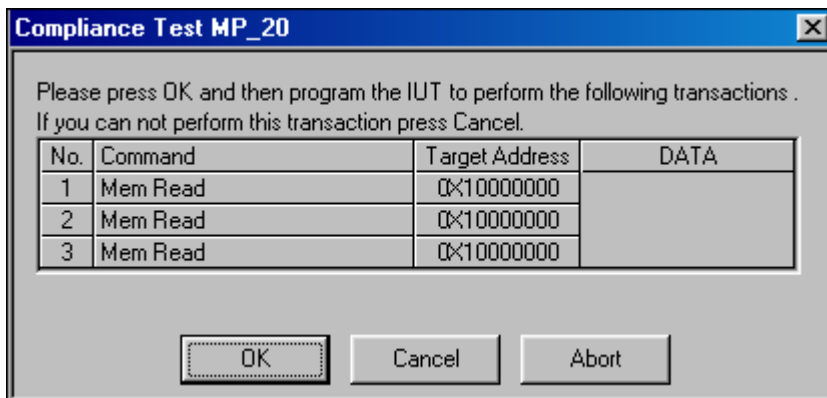 Compliance Test MP_20
Please press OK and then program the IUT to perform the following transactions .
If you can not perform this transaction press Cancel.
No. Command Target Address DATA
1 Mem Read 0X10000000
2 Mem Read 0X10000000
3 Mem Read 0X10000000
OK Cancel Abort